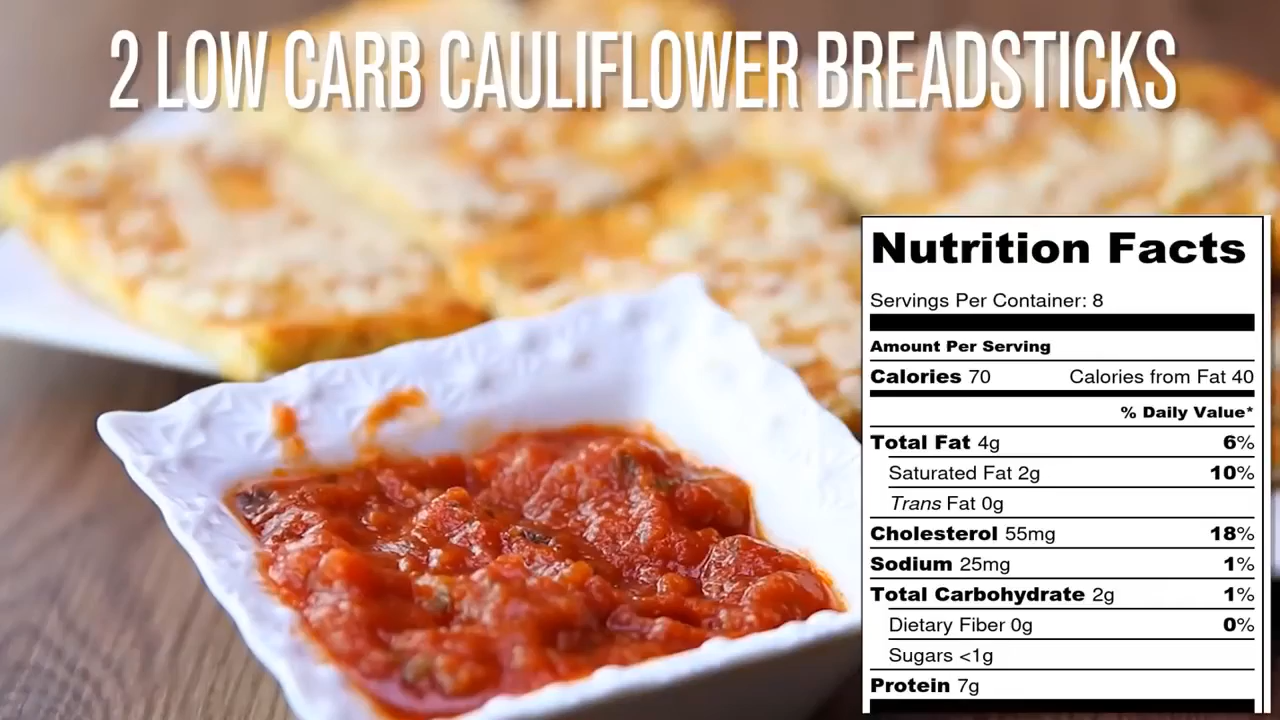 2 LOW CARB CAULIFLOWER BREADSTICKS
Nutrition Facts
Servings Per Container: 8
Amount Per Serving
Calories 70 Calories from Fat 40
% Daily Value*
Total Fat 4g 6%
Saturated Fat 2g 10%
Trans Fat 0g
Cholesterol 55mg 18%
Sodium 25mg 1%
Total Carbohydrate 2g 1%
Dietary Fiber 0g 0%
Sugars <1g
Protein 7g